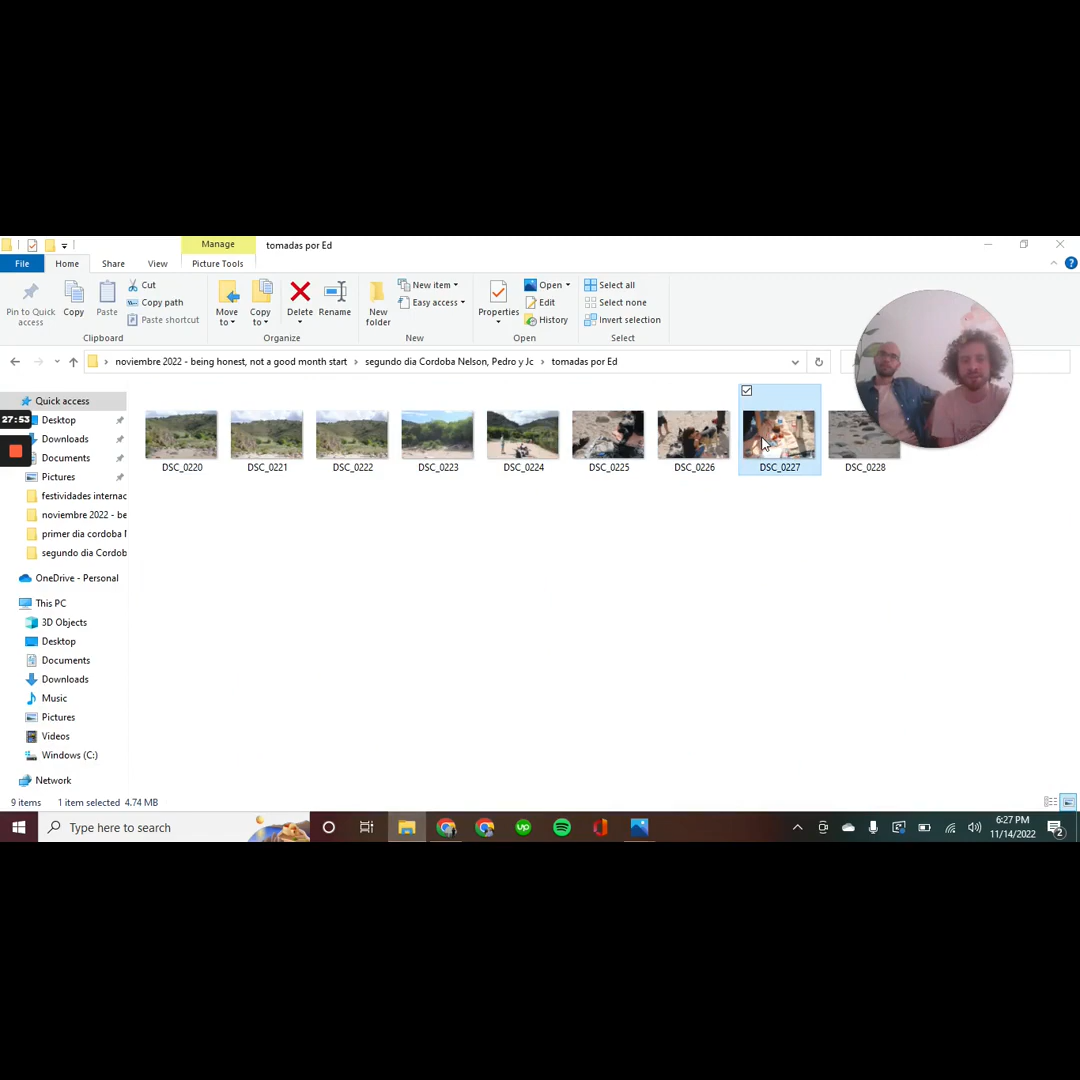 Manage
tomadas por Ed
File
Home
Share
View
Picture Tools
Pin to Quick access
Copy
Paste
Cut
Copy path
Paste shortcut
Clipboard
Move to
Copy to
Delete
Rename
Organize
New folder
New item
Easy access
New
Properties
Open
Edit
History
Open
Select all
Select none
Invert selection
Select
noviembre 2022 - being honest, not a good month start > segundo dia Cordoba Nelson, Pedro y Jc > tomadas por Ed
Quick access
27:53
Desktop
Downloads
Documents
Pictures
festividades internac
noviembre 2022 - be
primer dia cordoba
segundo dia Cordob
OneDrive - Personal
This PC
3D Objects
Desktop
Documents
Downloads
Music
Pictures
Videos
Windows (C:)
Network
DSC_0220
DSC_0221
DSC_0222
DSC_0223
DSC_0224
DSC_0225
DSC_0226
DSC_0227
DSC_0228
9 items
1 item selected 4.74 MB
Type here to search
up
6:27 PM
11/14/2022
2